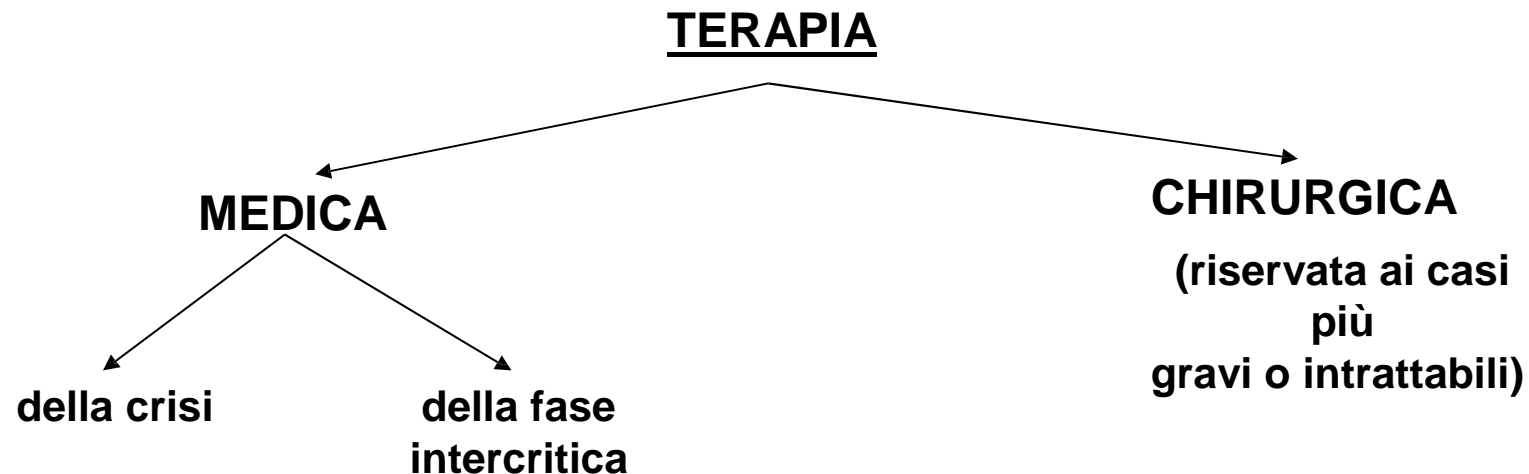 TERAPIA
MEDICA
CHIRURGICA
(riservata ai casi
più
gravi o intrattabili)
della crisi
della fase
intercritica